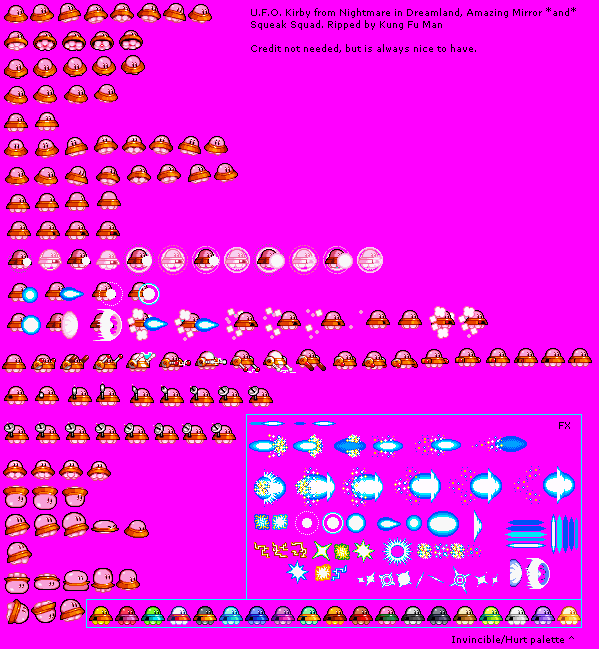 U.F.O. Kirby from Nightmare in Dreamland, Amazing Mirror *and*
Squeak Squad. Ripped by Kung Fu Man
Credit not needed, but is always nice to have.
FX
Invincible/Hurt palette ^